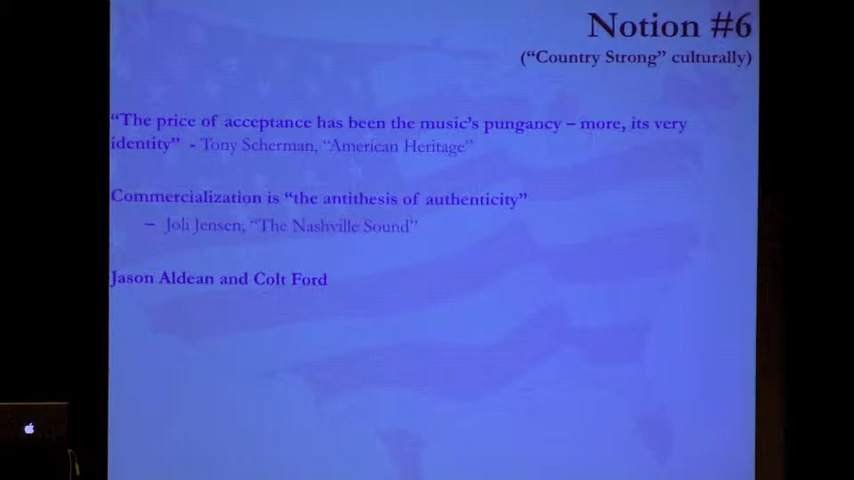 Notion #6
(“Country Strong” culturally)
“The price of acceptance has been the music’s pungancy – more, its very
identity” - Tony Scherman, “American Heritage”
Commercialization is “the antithesis of authenticity”
– Joli Jensen, “The Nashville Sound”
Jason Aldean and Colt Ford